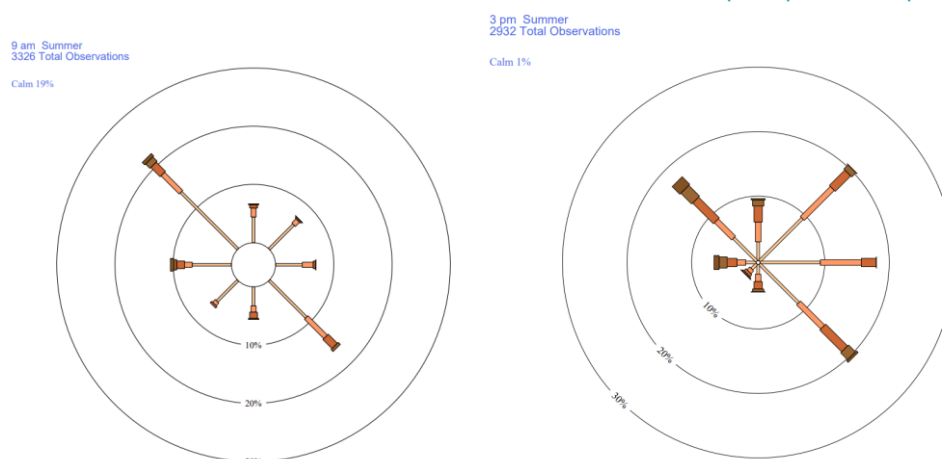 9 am Summer
3326 Total Observations
Calm 19%
10%
20%
3 pm Summer
2932 Total Observations
Calm 1%
10%
20%
30%